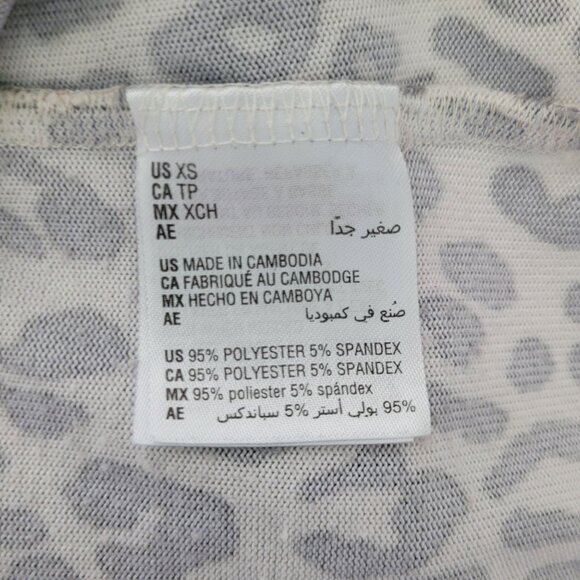 US XS
CA TP
MX XCH
AE صغير جدًا
US MADE IN CAMBODIA
CA FABRIQUÉ AU CAMBODGE
MX HECHO EN CAMBOYA
AE صُنع في كمبوديا
US 95% POLYESTER 5% SPANDEX
CA 95% POLYESTER 5% SPANDEX
MX 95% poliester 5% spándex
AE 95% بولي أستر 5% سباندكس